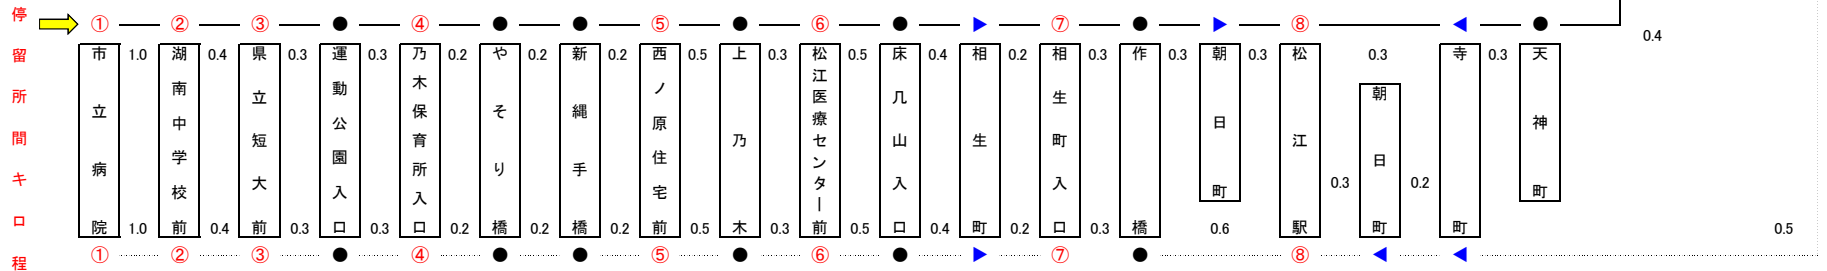 停留所間キロ程
① ② ③ ● ④ ● ● ⑤ ● ⑥ ● ▶ ⑦ ● ▶ ⑧ ◀ ●
0.4
市立病院
湖南中学校前
県立短大前
運動公園入口
乃木保育所入口
やそり橋
新縄手橋
西ノ原住宅前
上乃木
松江医療センター前
床几山入口
相生町
相生町入口
作橋
朝日町
松江駅
朝日町
寺町
天神町
1.0 0.4 0.3 0.3 0.2 0.2 0.2 0.5 0.3 0.5 0.4 0.2 0.3 0.3 0.3 0.3 0.3
0.3 0.2
1.0 0.4 0.3 0.3 0.2 0.2 0.2 0.5 0.3 0.5 0.4 0.2 0.3 0.6 0.5
① ② ③ ● ④ ● ● ⑤ ● ⑥ ● ▶ ⑦ ● ⑧ ◀ ◀